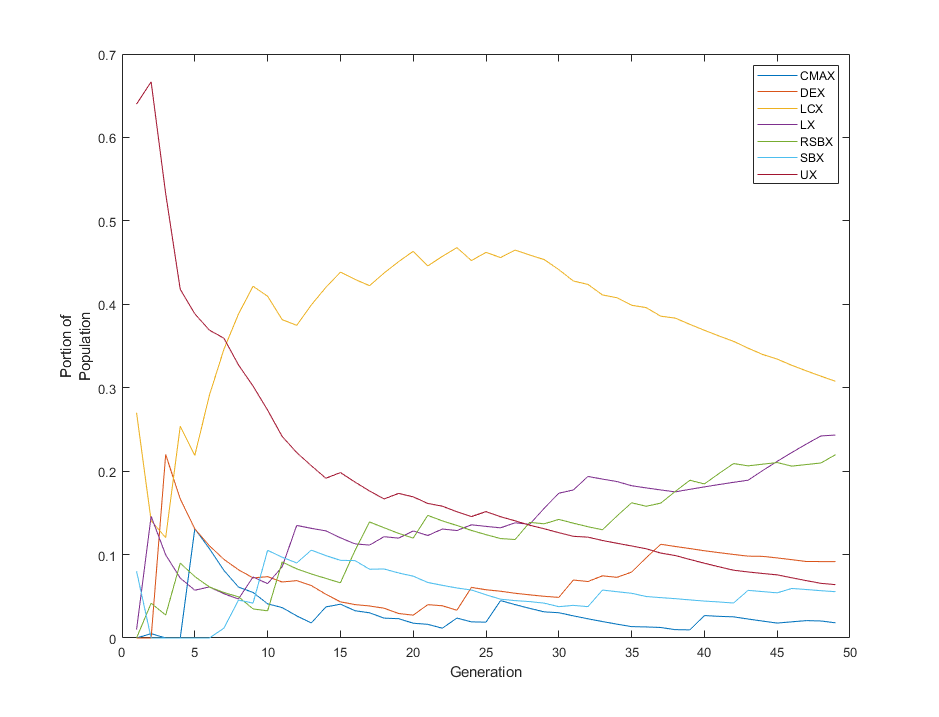 0.7
0.6
0.5
0.4
0.3
0.2
0.1
0
Portion of
Population
CMAX
DEX
LCX
LX
RSBX
SBX
UX
0 5 10 15 20 25 30 35 40 45 50
Generation